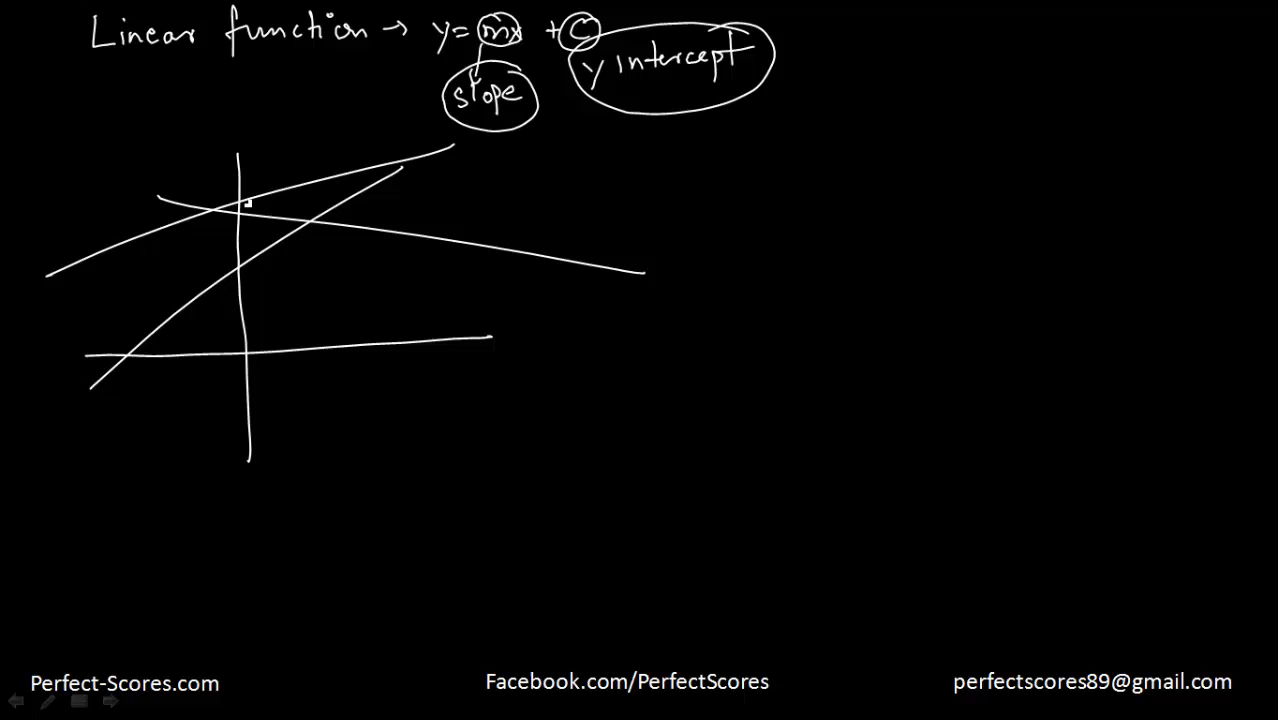 Linear function → y = mx + c
y intercept
slope
Perfect-Scores.com
Facebook.com/PerfectScores
perfectscores89@gmail.com